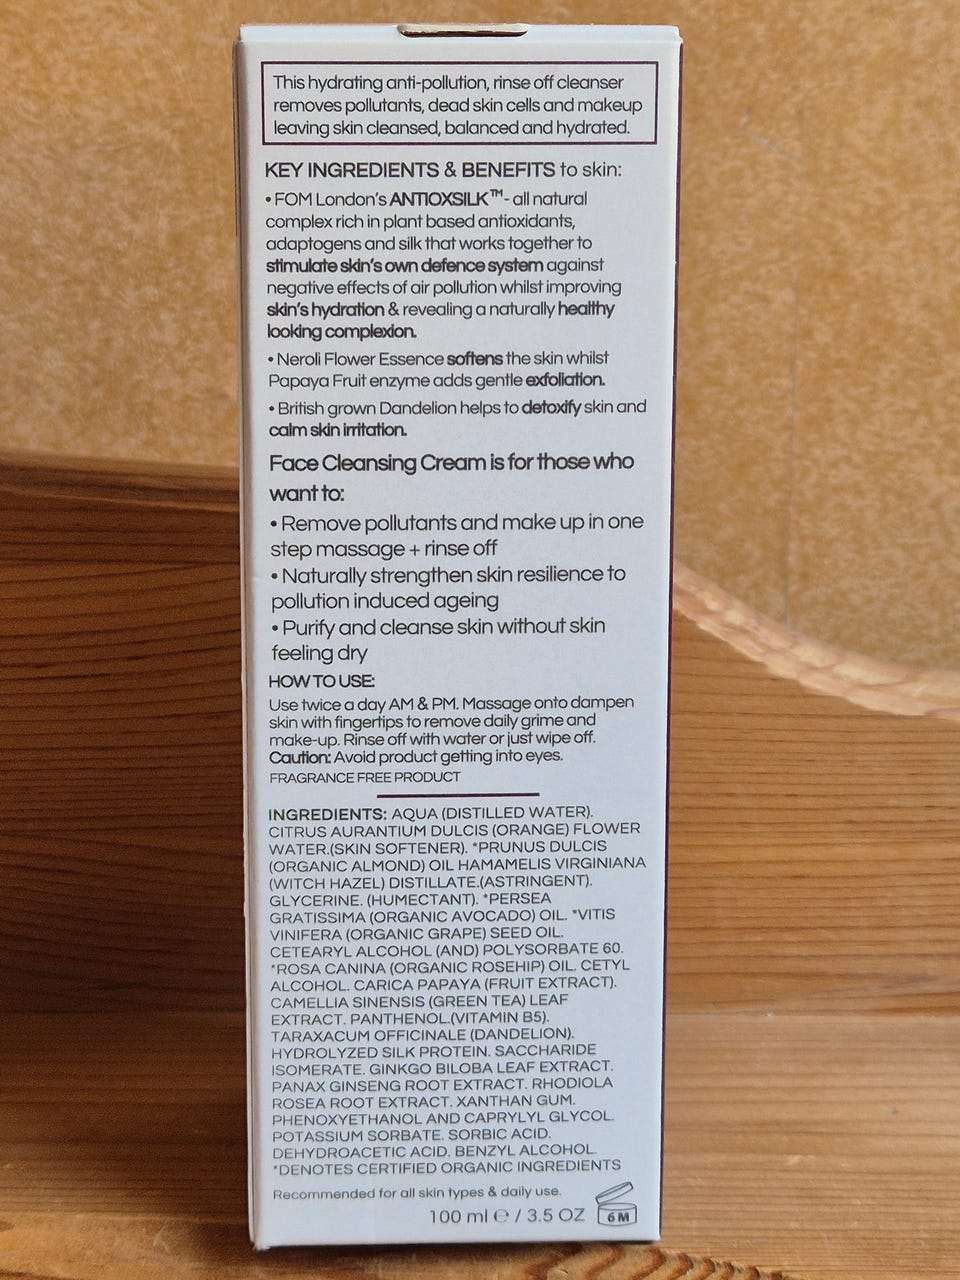 This hydrating anti-pollution, rinse off cleanser
removes pollutants, dead skin cells and makeup
leaving skin cleansed, balanced and hydrated.
KEY INGREDIENTS & BENEFITS to skin:
• FOM London's ANTIOXSILK™- all natural
complex rich in plant based antioxidants,
adaptogens and silk that works together to
stimulate skin's own defence system against
negative effects of air pollution whilst improving
skin's hydration & revealing a naturally healthy
looking complexion.
• Neroli Flower Essence softens the skin whilst
Papaya Fruit enzyme adds gentle exfoliation.
• British grown Dandelion helps to detoxify skin and
calm skin irritation.
Face Cleansing Cream is for those who
want to:
• Remove pollutants and make up in one
step massage + rinse off
• Naturally strengthen skin resilience to
pollution induced ageing
• Purify and cleanse skin without skin
feeling dry
HOW TO USE:
Use twice a day AM & PM. Massage onto dampen
skin with fingertips to remove daily grime and
make-up. Rinse off with water or just wipe off.
Caution: Avoid product getting into eyes.
FRAGRANCE FREE PRODUCT
INGREDIENTS: AQUA (DISTILLED WATER).
CITRUS AURANTIUM DULCIS (ORANGE) FLOWER
WATER.(SKIN SOFTENER). *PRUNUS DULCIS
(ORGANIC ALMOND) OIL HAMAMELIS VIRGINIANA
(WITCH HAZEL) DISTILLATE.(ASTRINGENT).
GLYCERINE. (HUMECTANT). *PERSEA
GRATISSIMA (ORGANIC AVOCADO) OIL. *VITIS
VINIFERA (ORGANIC GRAPE) SEED OIL.
CETEARYL ALCOHOL (AND) POLYSORBATE 60.
*ROSA CANINA (ORGANIC ROSEHIP) OIL. CETYL
ALCOHOL. CARICA PAPAYA (FRUIT EXTRACT).
CAMELLIA SINENSIS (GREEN TEA) LEAF
EXTRACT. PANTHENOL.(VITAMIN B5).
TARAXACUM OFFICINALE (DANDELION).
HYDROLYZED SILK PROTEIN. SACCHARIDE
ISOMERATE. GINKGO BILOBA LEAF EXTRACT.
PANAX GINSENG ROOT EXTRACT. RHODIOLA
ROSEA ROOT EXTRACT. XANTHAN GUM.
PHENOXYETHANOL AND CAPRYLYL GLYCOL.
POTASSIUM SORBATE. SORBIC ACID.
DEHYDROACETIC ACID. BENZYL ALCOHOL.
*DENOTES CERTIFIED ORGANIC INGREDIENTS
Recommended for all skin types & daily use.
100 ml ℮ / 3.5 OZ 6 M